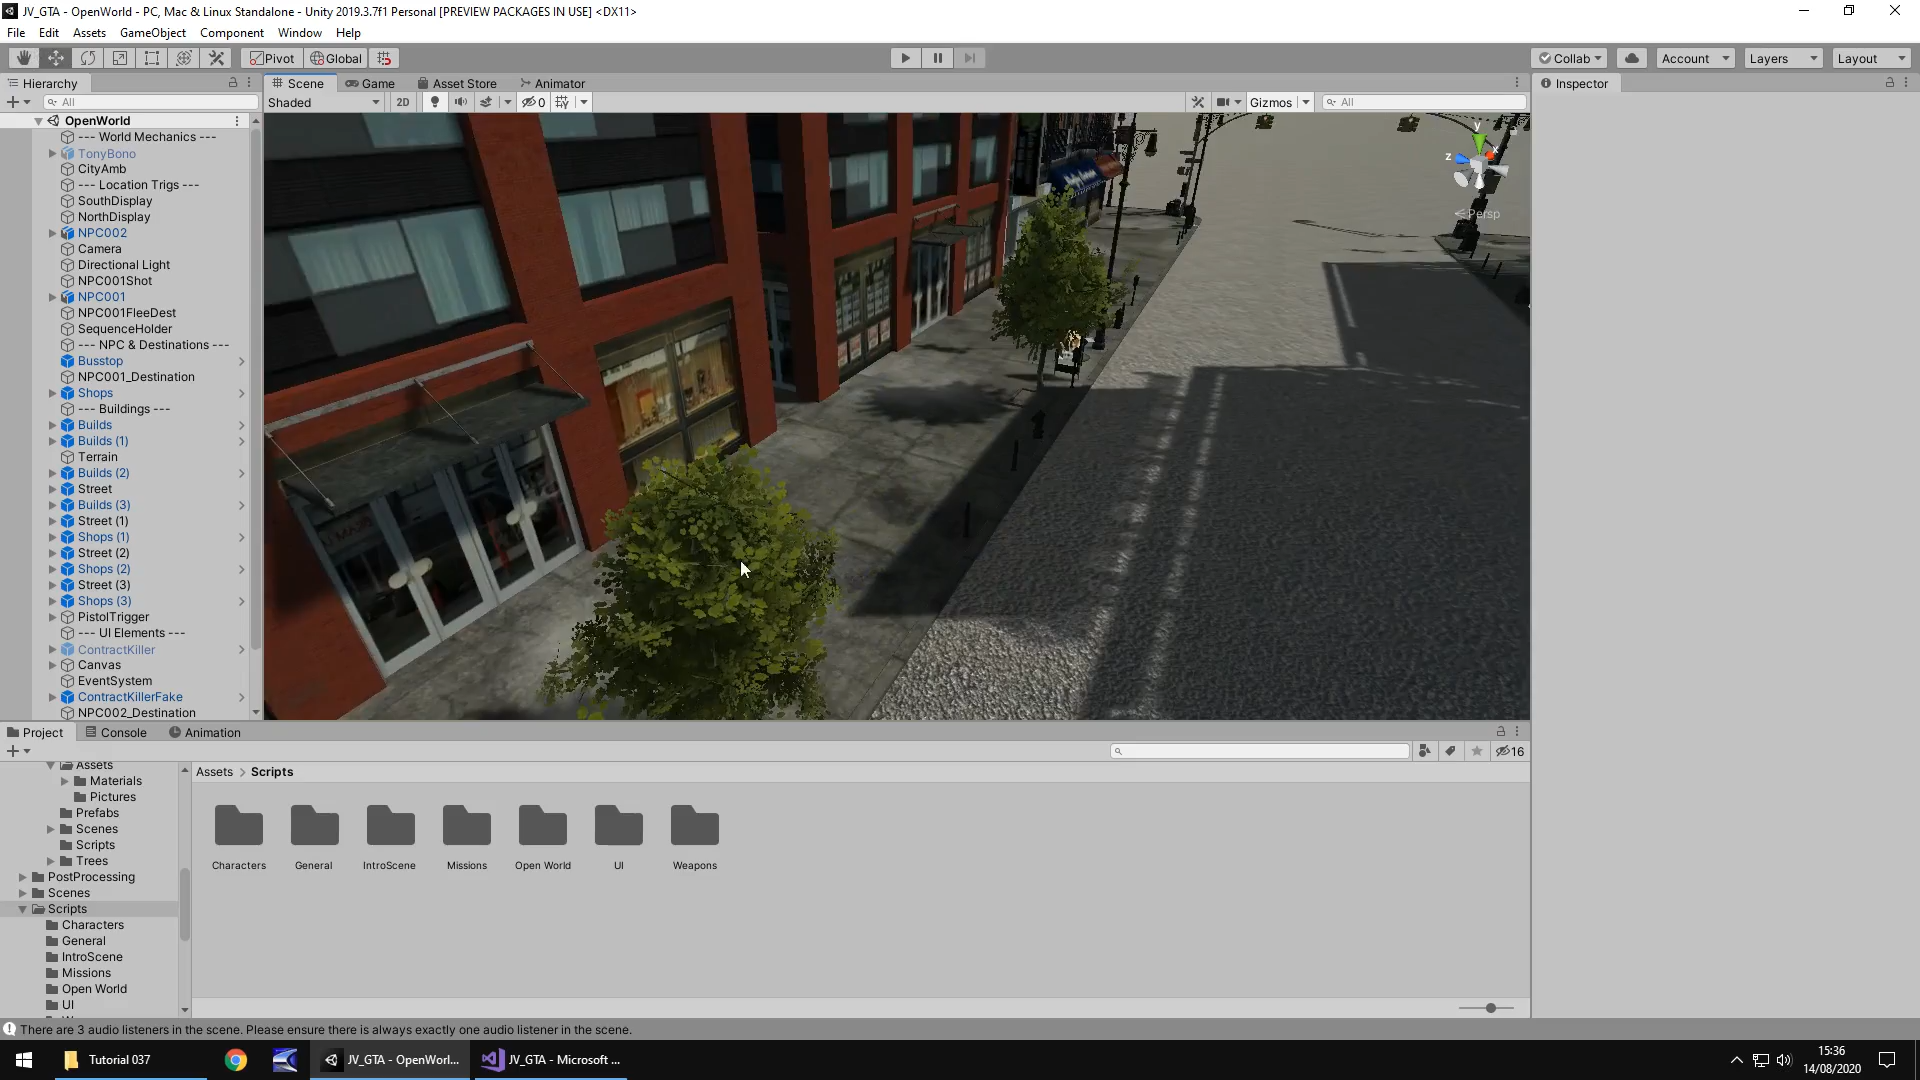 JV_GTA - OpenWorld - PC, Mac & Linux Standalone - Unity 2019.3.7f1 Personal [PREVIEW PACKAGES IN USE] <DX11>
File Edit Assets GameObject Component Window Help
Pivot Global Collab Account Layers Layout
Hierarchy Scene Game Asset Store Animator Inspector
All Shaded 2D 0 Gizmos All
OpenWorld
--- World Mechanics ---
TonyBono
CityAmb
--- Location Trigs ---
SouthDisplay
NorthDisplay
NPC002
Camera
Directional Light
NPC001Shot
NPC001
NPC001FleeDest
SequenceHolder
--- NPC & Destinations ---
Busstop
NPC001_Destination
Shops
--- Buildings ---
Builds
Builds (1)
Terrain
Builds (2)
Street
Builds (3)
Street (1)
Shops (1)
Street (2)
Shops (2)
Street (3)
Shops (3)
PistolTrigger
--- UI Elements ---
ContractKiller
Canvas
EventSystem
ContractKillerFake
NPC002_Destination
y
x
z
Persp
Project Console Animation
16
Assets
Materials
Pictures
Prefabs
Scenes
Scripts
Trees
PostProcessing
Scenes
Scripts
Characters
General
IntroScene
Missions
Open World
UI
Assets > Scripts
Characters General IntroScene Missions Open World UI Weapons
There are 3 audio listeners in the scene. Please ensure there is always exactly one audio listener in the scene.
Tutorial 037 JV_GTA - OpenWorl... JV_GTA - Microsoft ...
15:36
14/08/2020